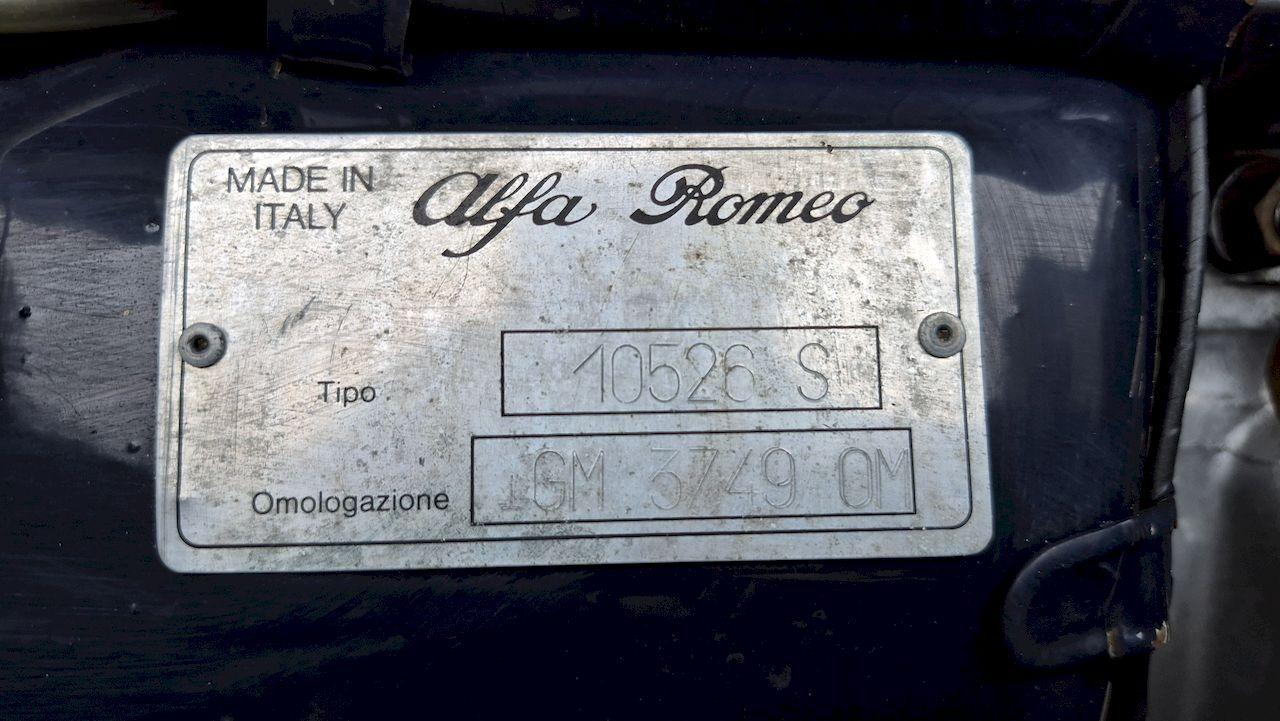 MADE IN
ITALY
Alfa Romeo
Tipo
10526 S
Omologazione
GM 3749 OM